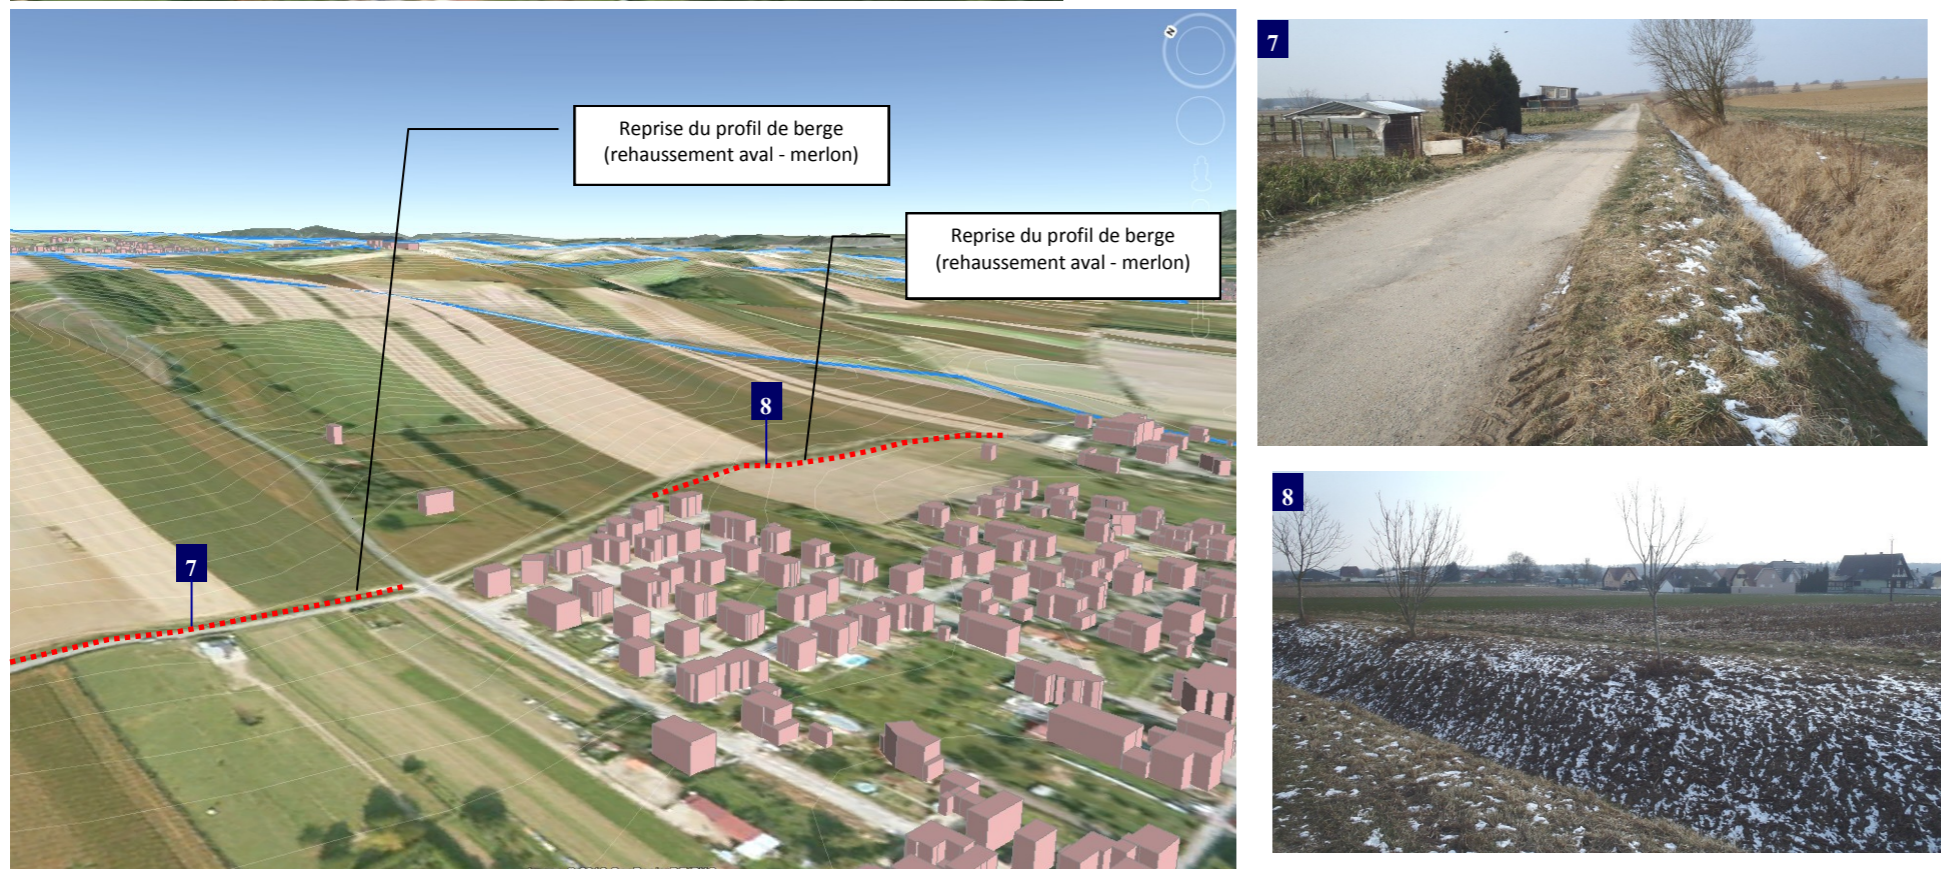 Reprise du profil de berge
(rehaussement aval - merlon)
Reprise du profil de berge
(rehaussement aval - merlon)
8
7
7
8
N